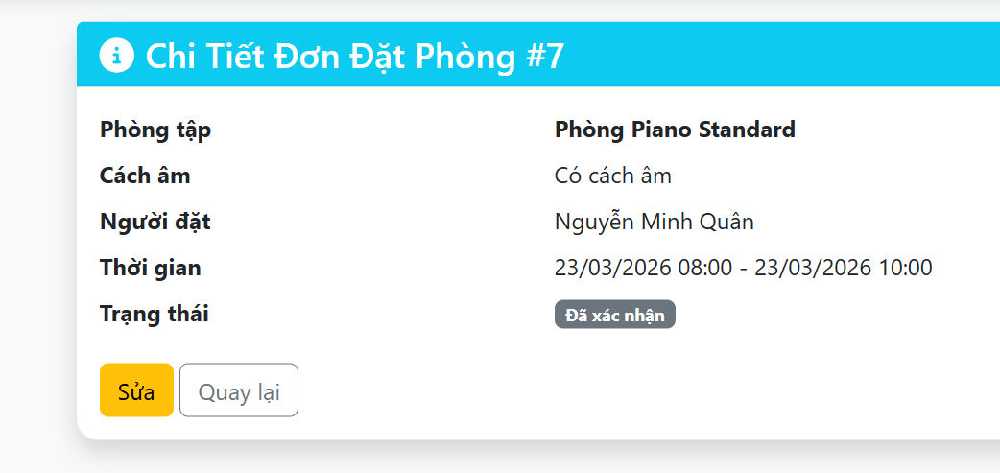 Chi Tiết Đơn Đặt Phòng #7
Phòng tập Phòng Piano Standard
Cách âm Có cách âm
Người đặt Nguyễn Minh Quân
Thời gian 23/03/2026 08:00 - 23/03/2026 10:00
Trạng thái Đã xác nhận
Sửa Quay lại